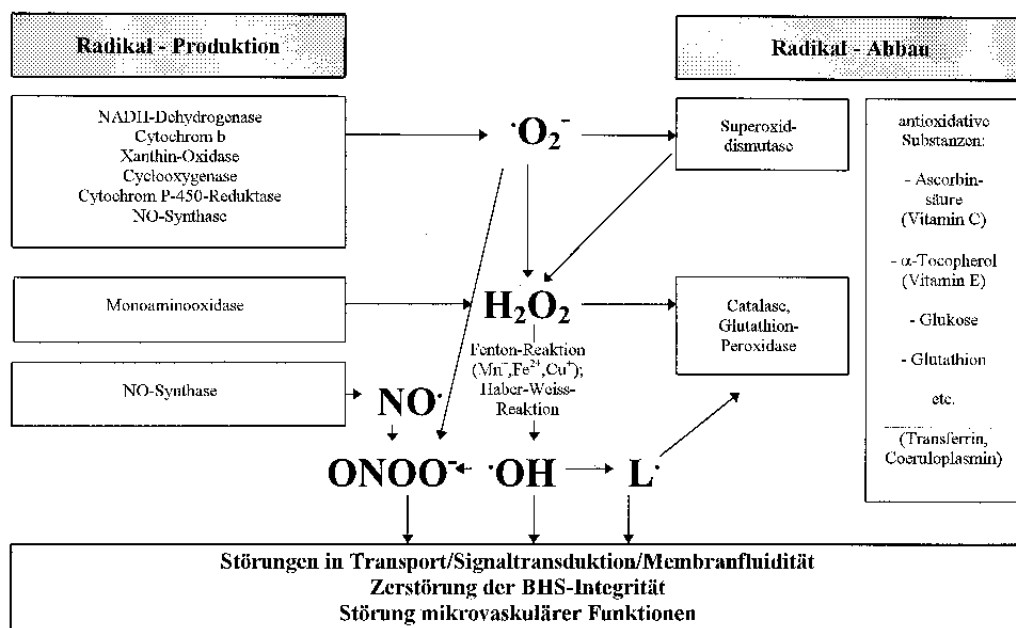 Radikal - Produktion
Radikal - Abbau
NADH-Dehydrogenase
Cytochrom b
Xanthin-Oxidase
Cyclooxygenase
Cytochrom P-450-Reduktase
NO-Synthase
·O₂⁻
Superoxid-
dismutase
antioxidative
Substanzen:
- Ascorbin-
säure
(Vitamin C)
- α-Tocopherol
(Vitamin E)
- Glukose
- Glutathion
etc.
(Transferrin,
Coeruloplasmin)
Monoaminooxidase
H₂O₂
Catalase,
Glutathion-
Peroxidase
Fenton-Reaktion
(Mn⁻,Fe²⁺,Cu⁺);
Haber-Weiss-
Reaktion
NO-Synthase
NO·
ONOO⁻
·OH
L·
Störungen in Transport/Signaltransduktion/Membranfluidität
Zerstörung der BHS-Integrität
Störung mikrovaskulärer Funktionen